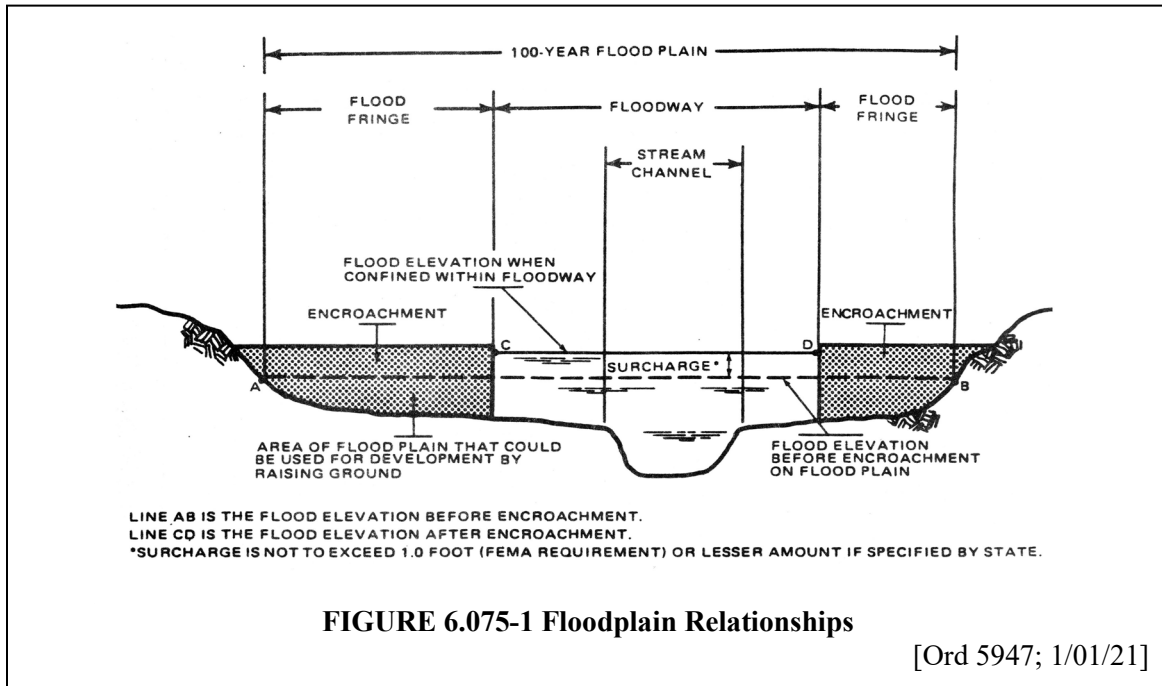 100-YEAR FLOOD PLAIN
FLOOD
FRINGE
FLOODWAY
FLOOD
FRINGE
STREAM
CHANNEL
FLOOD ELEVATION WHEN
CONFINED WITHIN FLOODWAY
ENCROACHMENT
ENCROACHMENT
C
D
SURCHARGE*
A
B
AREA OF FLOOD PLAIN THAT COULD
BE USED FOR DEVELOPMENT BY
RAISING GROUND
FLOOD ELEVATION
BEFORE ENCROACHMENT
ON FLOOD PLAIN
LINE AB IS THE FLOOD ELEVATION BEFORE ENCROACHMENT.
LINE CD IS THE FLOOD ELEVATION AFTER ENCROACHMENT.
*SURCHARGE IS NOT TO EXCEED 1.0 FOOT (FEMA REQUIREMENT) OR LESSER AMOUNT IF SPECIFIED BY STATE.
FIGURE 6.075-1 Floodplain Relationships
[Ord 5947; 1/01/21]